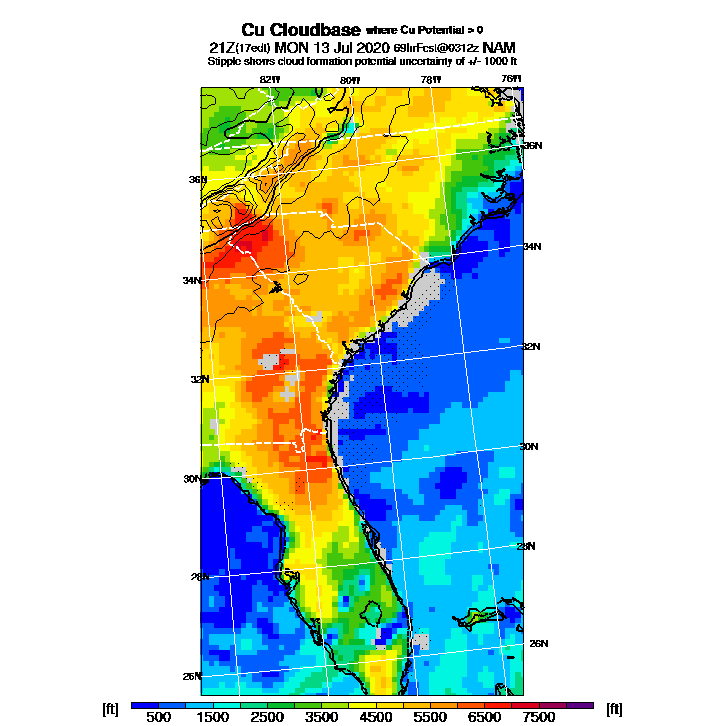 Cu Cloudbase where Cu Potential > 0
21Z(17edt) MON 13 Jul 2020 69hrFcst@0312z NAM
Stipple shows cloud formation potential uncertainty of +/- 1000 ft
82W 80W 78W 76W
36N
36N
34N
34N
32N
32N
30N
30N
28N
28N
26N
26N
[ft] 500 1500 2500 3500 4500 5500 6500 7500 [ft]